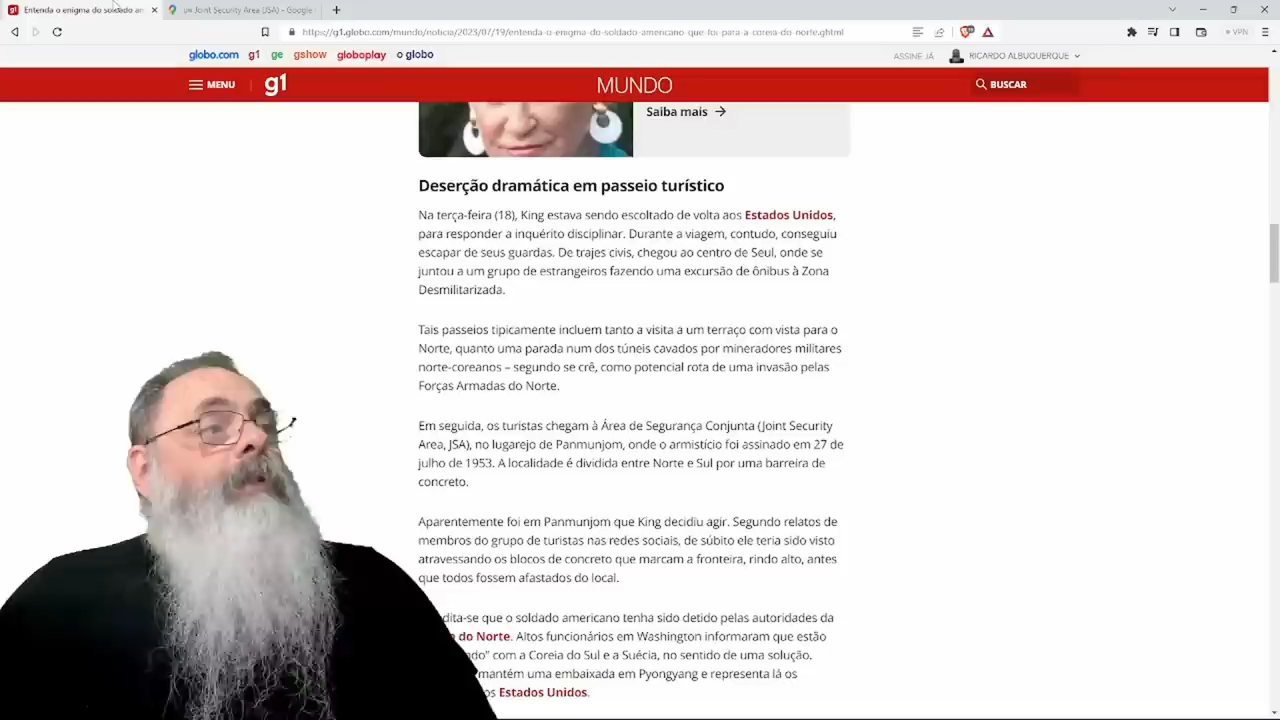 Entenda o enigma do soldado am
Joint Security Area (JSA) - Google
https://g1.globo.com/mundo/noticia/2023/07/19/entenda-o-enigma-do-soldado-americano-que-foi-para-a-coreia-do-norte.ghtml
VPN
globo.com g1 ge gshow globoplay o globo
ASSINE JÁ
RICARDO ALBUQUERQUE
MENU
g1
MUNDO
BUSCAR
Saiba mais →
Deserção dramática em passeio turístico
Na terça-feira (18), King estava sendo escoltado de volta aos Estados Unidos,
para responder a inquérito disciplinar. Durante a viagem, contudo, conseguiu
escapar de seus guardas. De trajes civis, chegou ao centro de Seul, onde se
juntou a um grupo de estrangeiros fazendo uma excursão de ônibus à Zona
Desmilitarizada.
Tais passeios tipicamente incluem tanto a visita a um terraço com vista para o
Norte, quanto uma parada num dos túneis cavados por mineradores militares
norte-coreanos – segundo se crê, como potencial rota de uma invasão pelas
Forças Armadas do Norte.
Em seguida, os turistas chegam à Área de Segurança Conjunta (Joint Security
Area, JSA), no lugarejo de Panmunjom, onde o armistício foi assinado em 27 de
julho de 1953. A localidade é dividida entre Norte e Sul por uma barreira de
concreto.
Aparentemente foi em Panmunjom que King decidiu agir. Segundo relatos de
membros do grupo de turistas nas redes sociais, de súbito ele teria sido visto
atravessando os blocos de concreto que marcam a fronteira, rindo alto, antes
que todos fossem afastados do local.
dita-se que o soldado americano tenha sido detido pelas autoridades da
do Norte. Altos funcionários em Washington informaram que estão
ndo" com a Coreia do Sul e a Suécia, no sentido de uma solução.
mantém uma embaixada em Pyongyang e representa lá os
os Estados Unidos.